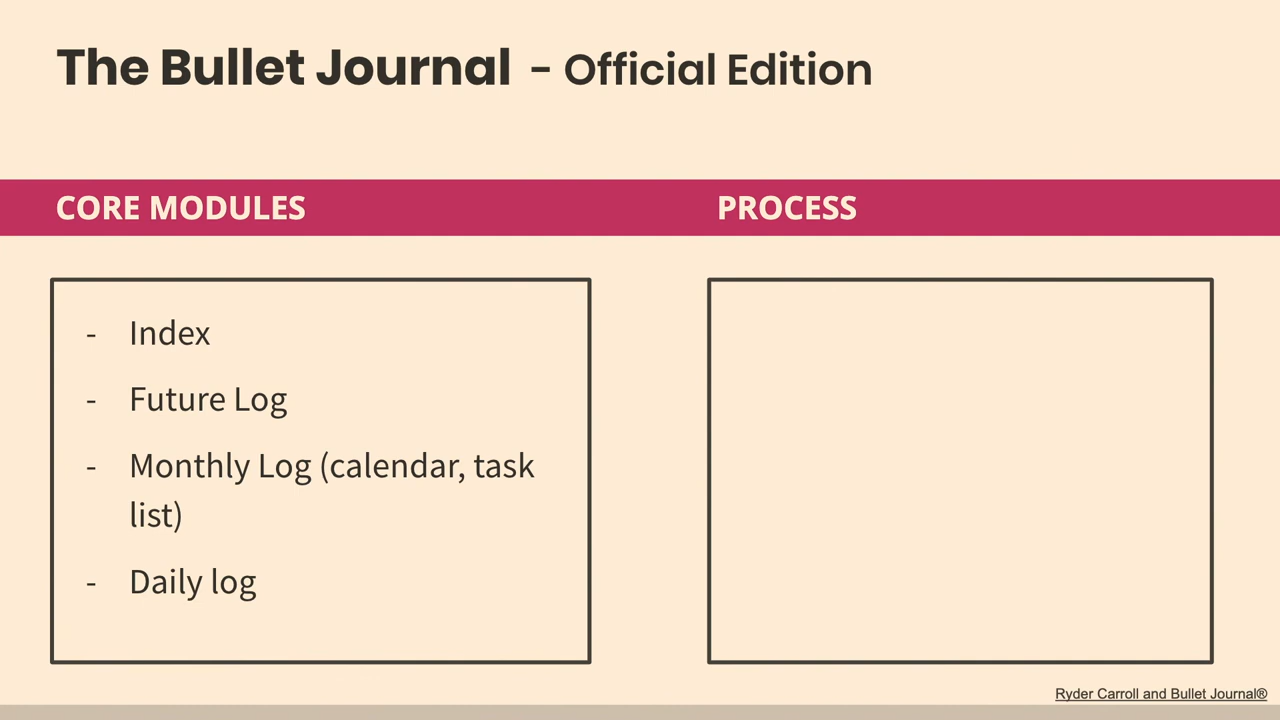 The Bullet Journal - Official Edition
CORE MODULES
PROCESS
- Index
- Future Log
- Monthly Log (calendar, task
list)
- Daily log
Ryder Carroll and Bullet Journal®